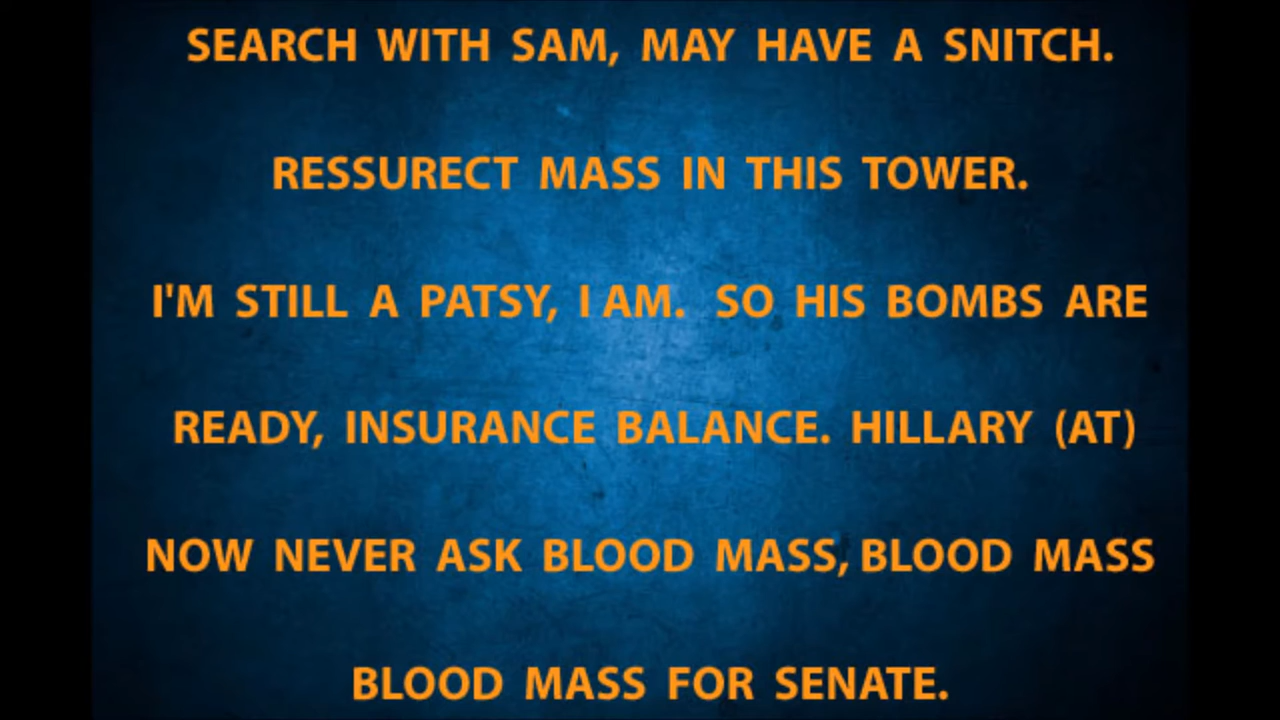 SEARCH WITH SAM, MAY HAVE A SNITCH.
RESSURECT MASS IN THIS TOWER.
I'M STILL A PATSY, I AM. SO HIS BOMBS ARE
READY, INSURANCE BALANCE. HILLARY (AT)
NOW NEVER ASK BLOOD MASS, BLOOD MASS
BLOOD MASS FOR SENATE.